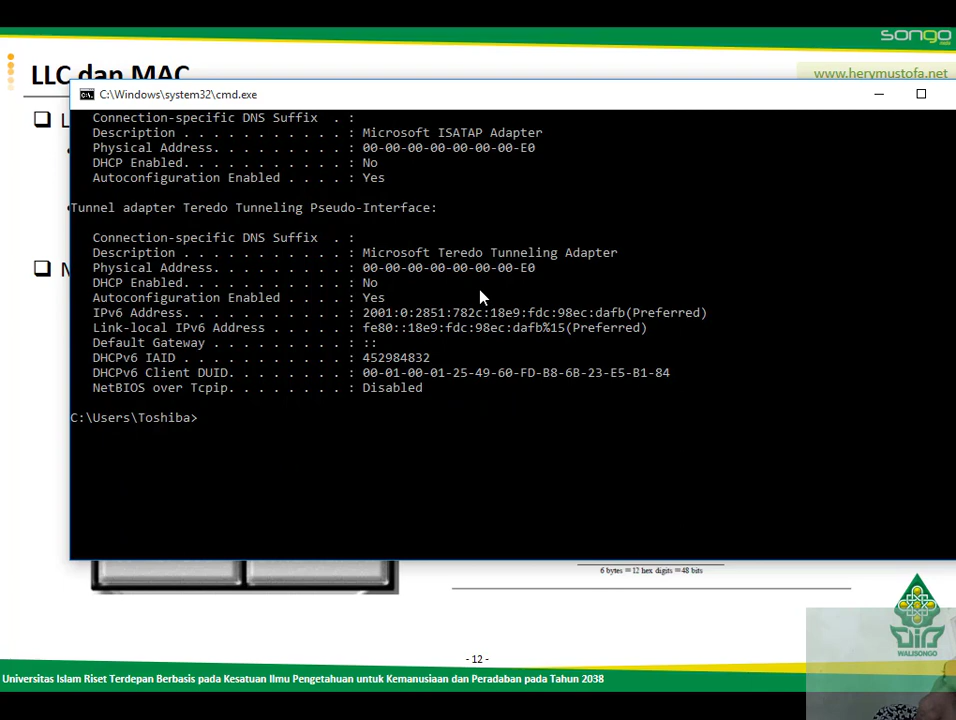 songo
LLC dan MAC
www.herymustofa.net
C:\Windows\system32\cmd.exe
L
Connection-specific DNS Suffix  . :
Description . . . . . . . . . . . : Microsoft ISATAP Adapter
Physical Address. . . . . . . . . : 00-00-00-00-00-00-00-E0
DHCP Enabled. . . . . . . . . . . : No
Autoconfiguration Enabled . . . . : Yes
Tunnel adapter Teredo Tunneling Pseudo-Interface:
Connection-specific DNS Suffix  . :
Description . . . . . . . . . . . : Microsoft Teredo Tunneling Adapter
Physical Address. . . . . . . . . : 00-00-00-00-00-00-00-E0
DHCP Enabled. . . . . . . . . . . : No
Autoconfiguration Enabled . . . . : Yes
IPv6 Address. . . . . . . . . . . : 2001:0:2851:782c:18e9:fdc:98ec:dafb(Preferred)
Link-local IPv6 Address . . . . . : fe80::18e9:fdc:98ec:dafb%15(Preferred)
Default Gateway . . . . . . . . . : ::
DHCPv6 IAID . . . . . . . . . . . : 452984832
DHCPv6 Client DUID. . . . . . . . : 00-01-00-01-25-49-60-FD-B8-6B-23-E5-B1-84
NetBIOS over Tcpip. . . . . . . . : Disabled
C:\Users\Toshiba>
6 bytes = 12 hex digits = 48 bits
WALISONGO
- 12 -
Universitas Islam Riset Terdepan Berbasis pada Kesatuan Ilmu Pengetahuan untuk Kemanusiaan dan Peradaban pada Tahun 2038